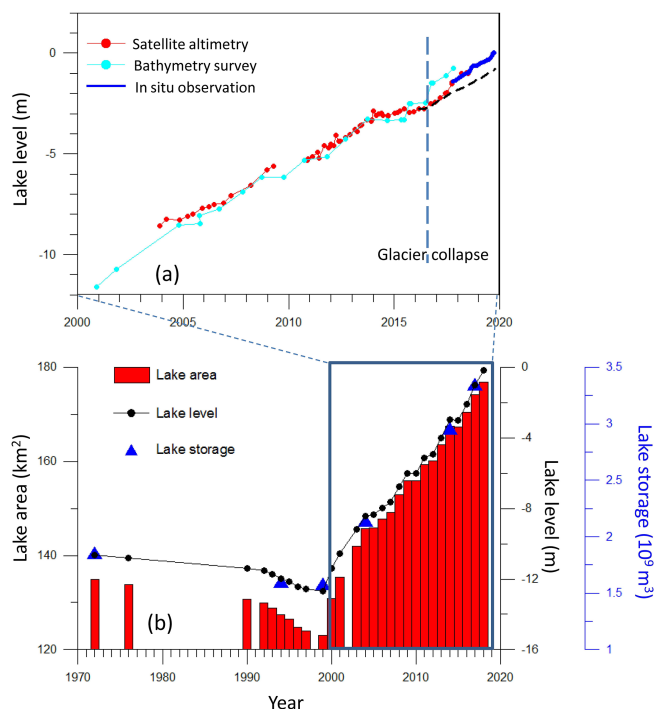 0
-5
-10
Lake level (m)
Satellite altimetry
Bathymetry survey
In situ observation
Glacier collapse
(a)
2000
2005
2010
2015
2020
180
160
140
120
Lake area (km2)
Lake area
Lake level
Lake storage
(b)
0
-4
-8
-12
-16
Lake level (m)
3.5
3
2.5
2
1.5
1
Lake storage (10⁹ m³)
1970
1980
1990
2000
2010
2020
Year